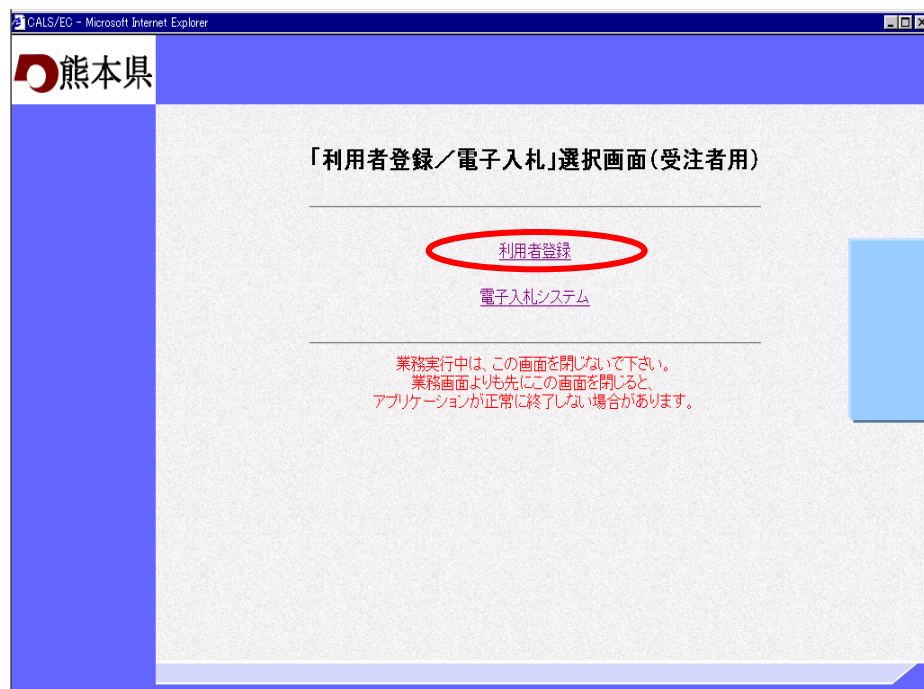 CALS/EC - Microsoft Internet Explorer
熊本県
「利用者登録／電子入札」選択画面(受注者用)
利用者登録
電子入札システム
業務実行中は、この画面を閉じないで下さい。
業務画面よりも先にこの画面を閉じると、
アプリケーションが正常に終了しない場合があります。